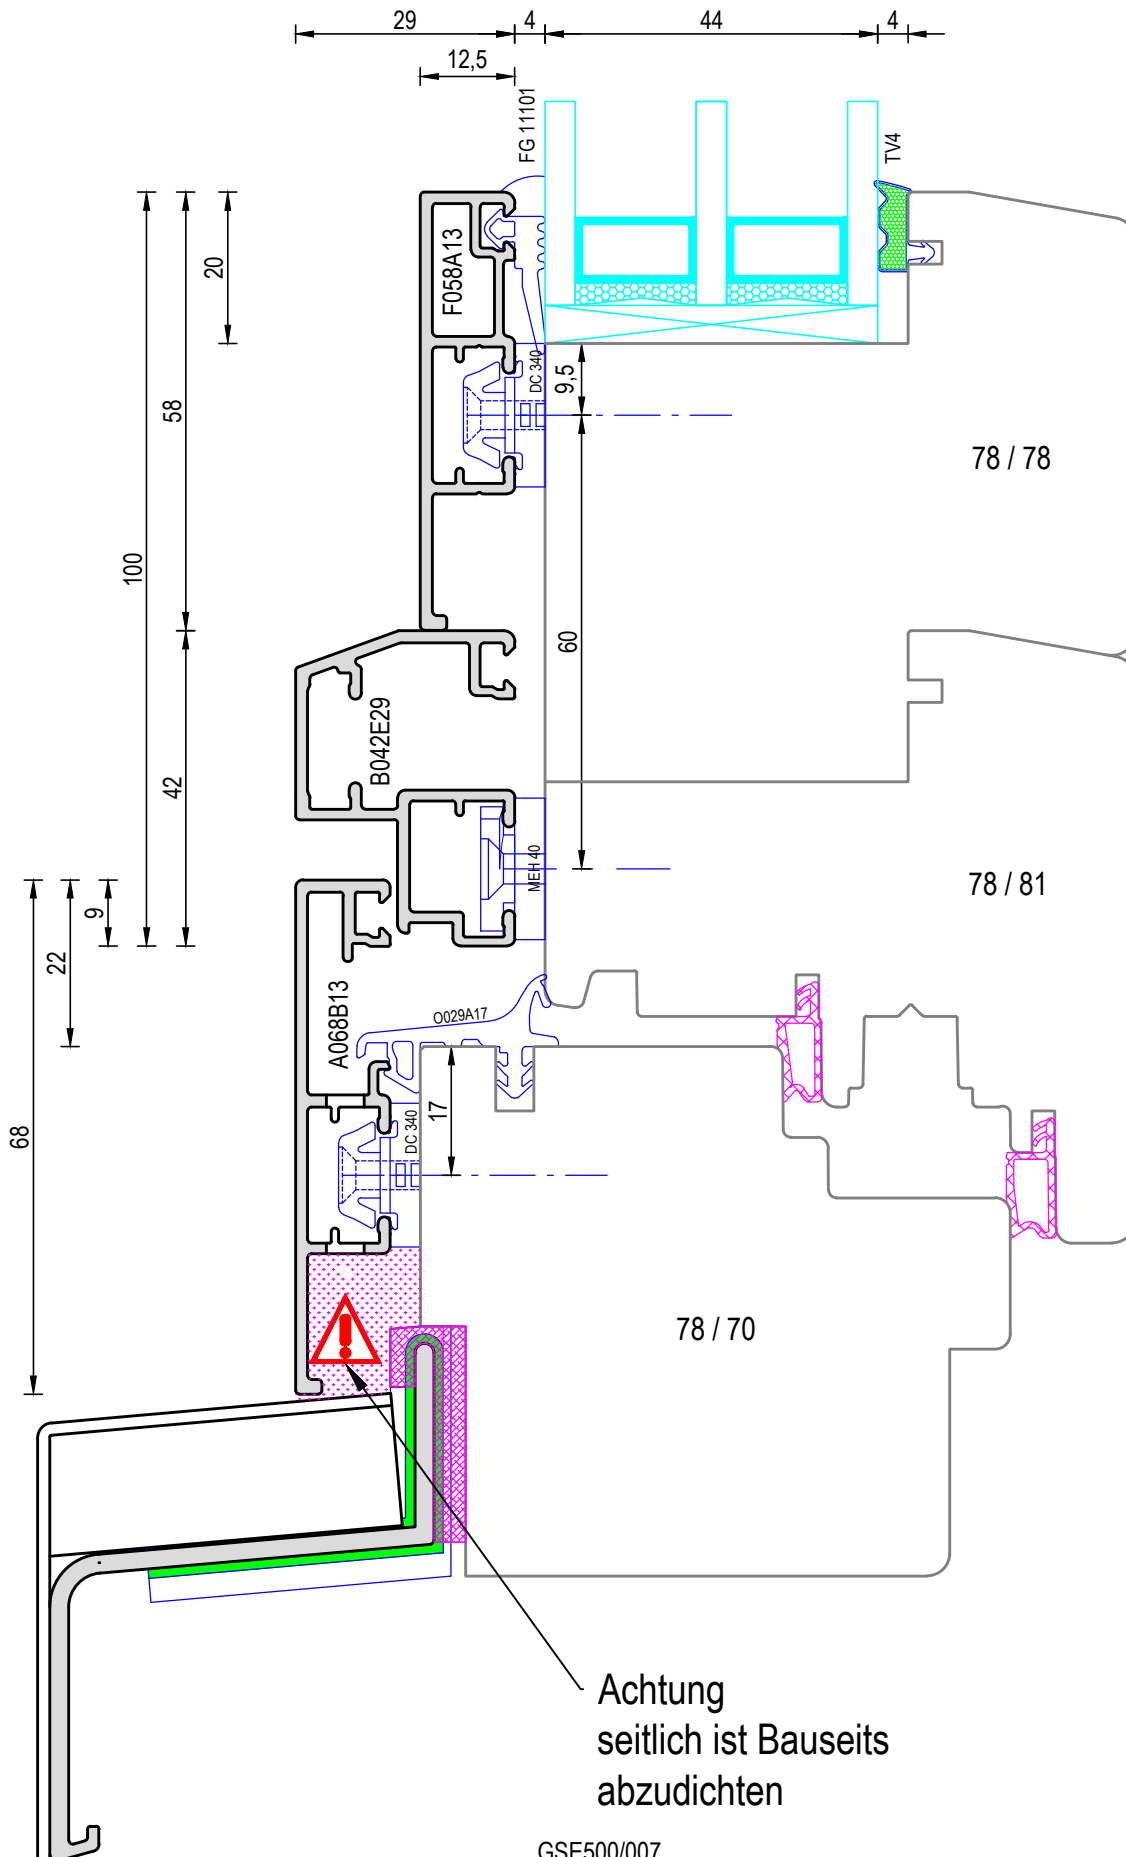 29
4
44
4
12,5
FG 11101
TV4
20
F058A13
DC 340
9,5
58
78 / 78
100
60
B042E29
42
MEH 40
78 / 81
9
22
A068B13
O029A17
17
DC 340
68
78 / 70
Achtung
seitlich ist Bauseits
abzudichten
GSF500/007